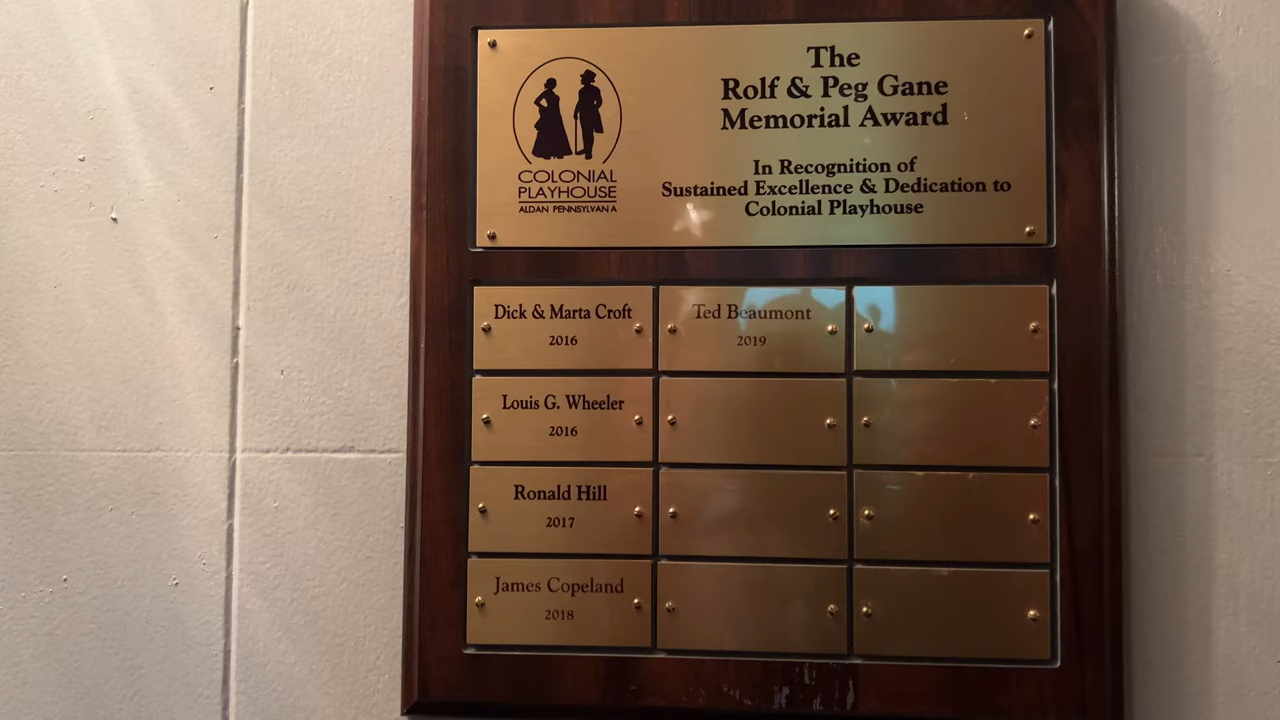 The
Rolf & Peg Gane
Memorial Award
In Recognition of
Sustained Excellence & Dedication to
Colonial Playhouse
COLONIAL
PLAYHOUSE
ALDAN PENNSYLVANIA
Dick & Marta Croft
2016
Louis G. Wheeler
2016
Ronald Hill
2017
James Copeland
2018
Ted Beaumont
2019